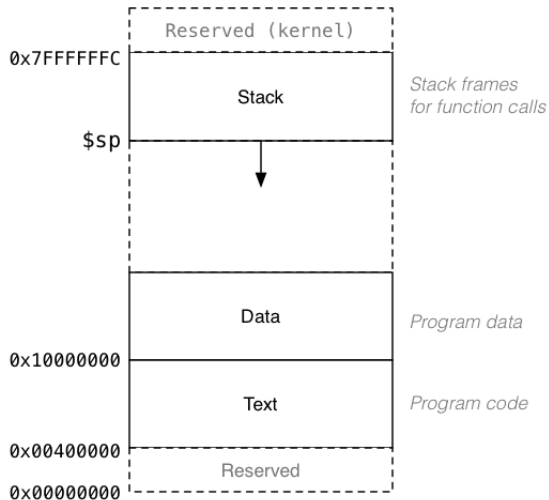 Reserved (kernel)
0x7FFFFFFC
Stack
Stack frames
for function calls
$sp
Data
Program data
0x10000000
Text
Program code
0x00400000
Reserved
0x00000000